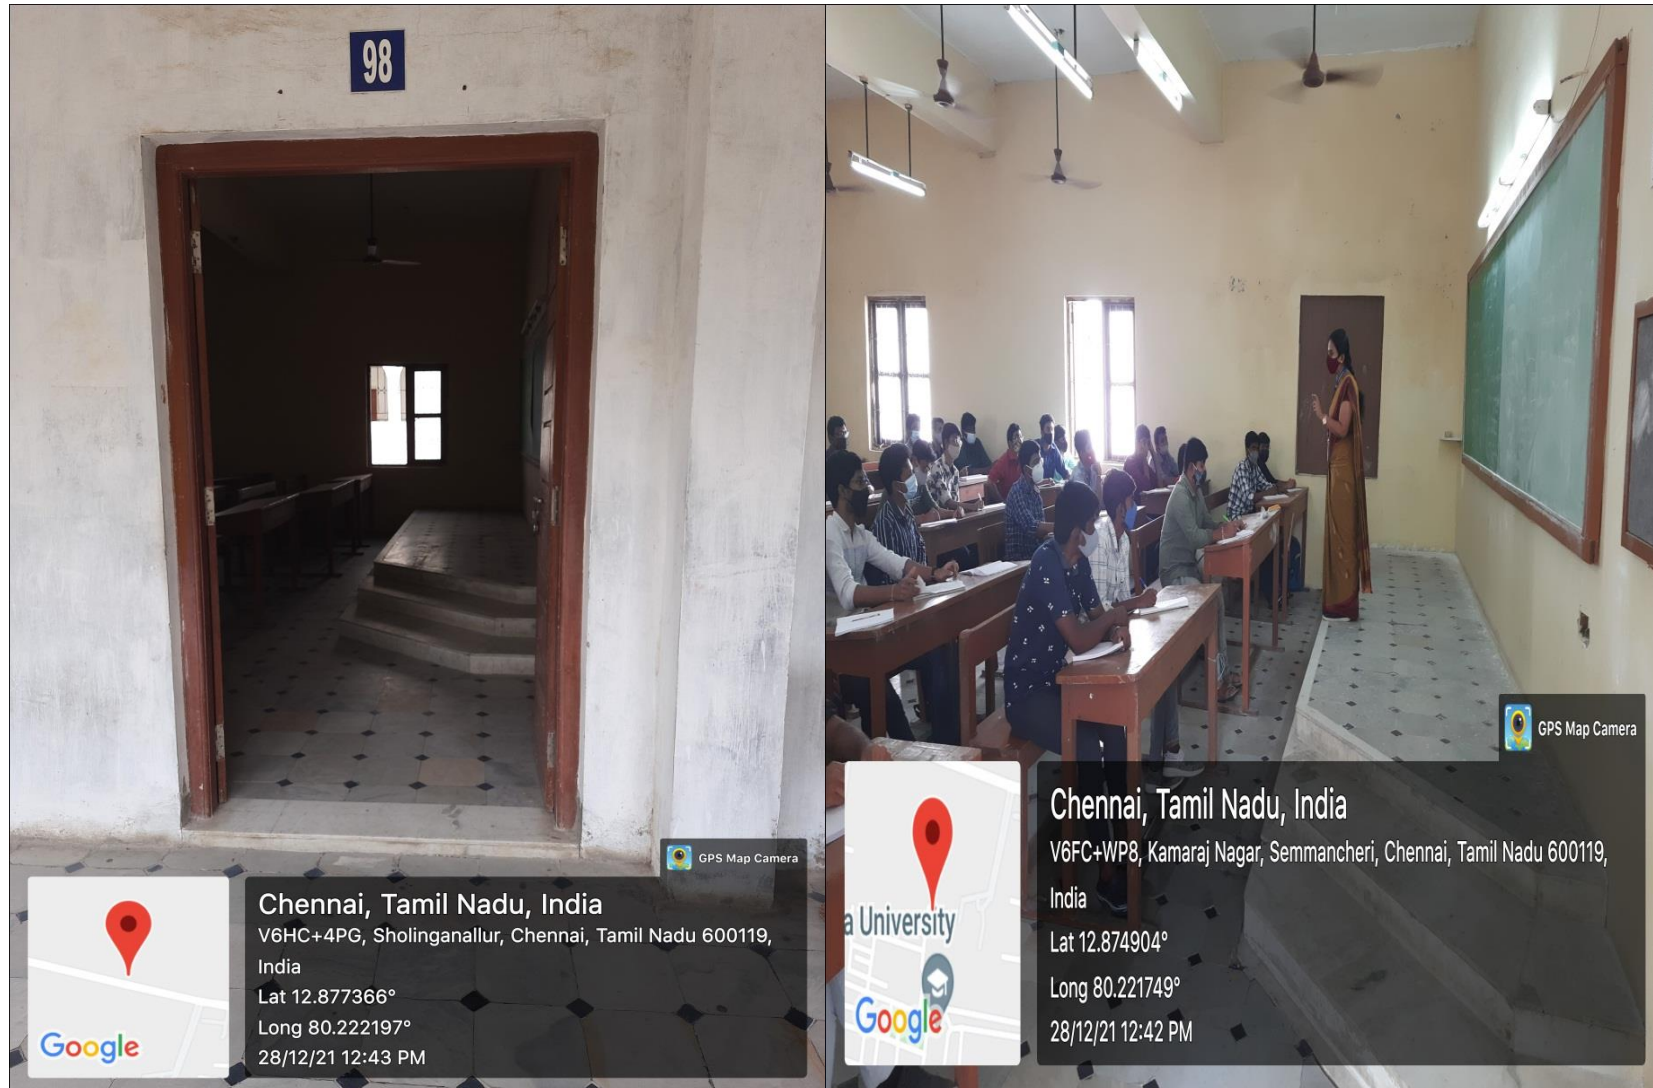 98
GPS Map Camera
Chennai, Tamil Nadu, India
V6HC+4PG, Sholinganallur, Chennai, Tamil Nadu 600119,
India
Lat 12.877366°
Long 80.222197°
28/12/21 12:43 PM
Google
GPS Map Camera
Chennai, Tamil Nadu, India
V6FC+WP8, Kamaraj Nagar, Semmancheri, Chennai, Tamil Nadu 600119,
India
Lat 12.874904°
Long 80.221749°
28/12/21 12:42 PM
a University
Google